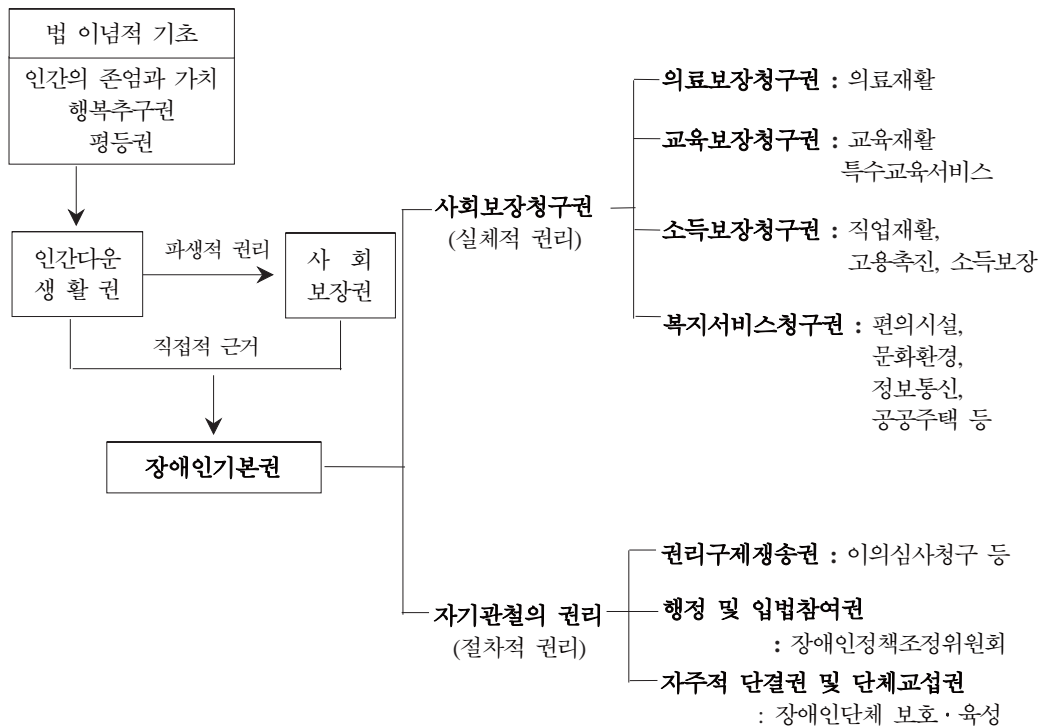 법 이념적 기초
인간의 존엄과 가치
행복추구권
평등권
인간다운
생 활 권
파생적 권리
사 회
보장권
직접적 근거
장애인기본권
사회보장청구권
(실체적 권리)
의료보장청구권 : 의료재활
교육보장청구권 : 교육재활
특수교육서비스
소득보장청구권 : 직업재활,
고용촉진, 소득보장
복지서비스청구권 : 편의시설,
문화환경,
정보통신,
공공주택 등
자기관철의 권리
(절차적 권리)
권리구제쟁송권 : 이의심사청구 등
행정 및 입법참여권
: 장애인정책조정위원회
자주적 단결권 및 단체교섭권
: 장애인단체 보호·육성